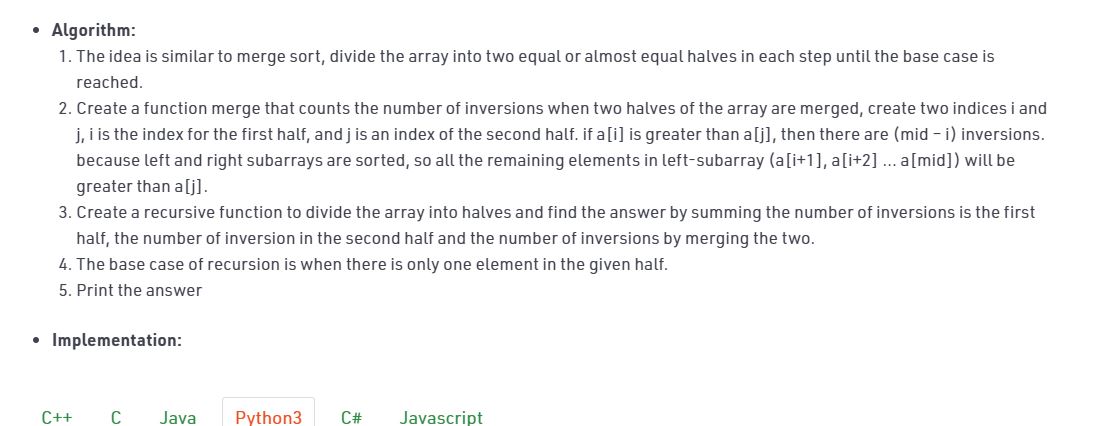 • Algorithm:
1. The idea is similar to merge sort, divide the array into two equal or almost equal halves in each step until the base case is
reached.
2. Create a function merge that counts the number of inversions when two halves of the array are merged, create two indices i and
j, i is the index for the first half, and j is an index of the second half. if a[i] is greater than a[j], then there are (mid – i) inversions.
because left and right subarrays are sorted, so all the remaining elements in left-subarray (a[i+1], a[i+2] … a[mid]) will be
greater than a[j].
3. Create a recursive function to divide the array into halves and find the answer by summing the number of inversions is the first
half, the number of inversion in the second half and the number of inversions by merging the two.
4. The base case of recursion is when there is only one element in the given half.
5. Print the answer
• Implementation:
C++ C Java Python3 C# Javascript